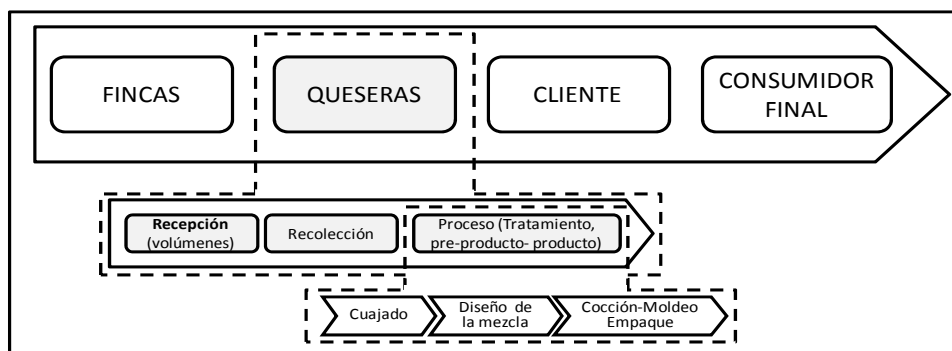 FINCAS
QUESERAS
CLIENTE
CONSUMIDOR
FINAL
Recepción
(volúmenes)
Recolección
Proceso (Tratamiento,
pre-producto- producto)
Cuajado
Diseño de
la mezcla
Cocción-Moldeo
Empaque